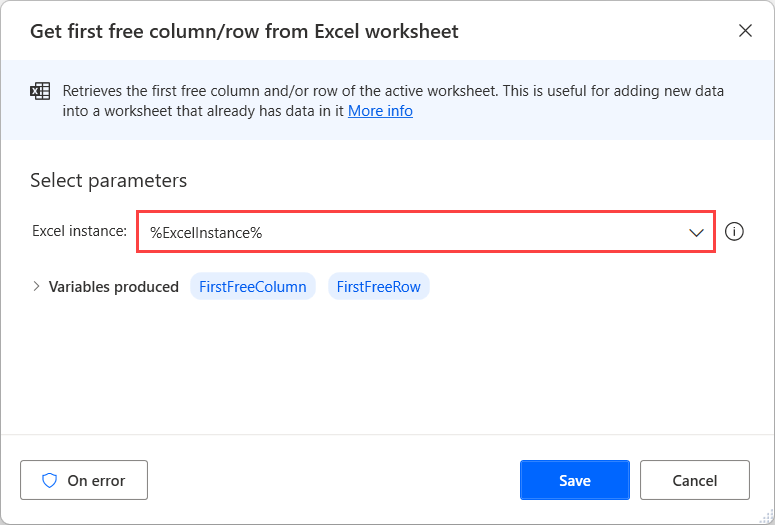 Get first free column/row from Excel worksheet
Retrieves the first free column and/or row of the active worksheet. This is useful for adding new data
into a worksheet that already has data in it More info
Select parameters
Excel instance: %ExcelInstance%
Variables produced FirstFreeColumn FirstFreeRow
On error Save Cancel